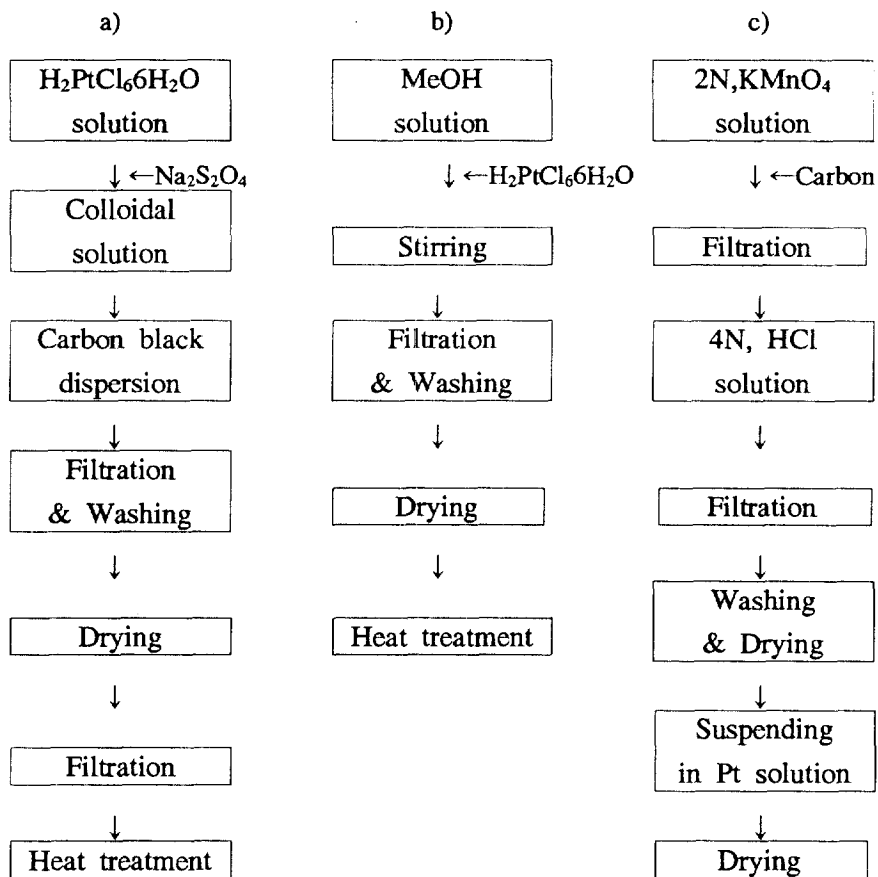 a)
H₂PtCl₆6H₂O
solution
↓ ←Na₂S₂O₄
Colloidal
solution
↓
Carbon black
dispersion
↓
Filtration
& Washing
↓
Drying
↓
Filtration
↓
Heat treatment
b)
MeOH
solution
↓ ←H₂PtCl₆6H₂O
Stirring
↓
Filtration
& Washing
↓
Drying
↓
Heat treatment
c)
2N,KMnO₄
solution
↓ ←Carbon
Filtration
↓
4N, HCl
solution
↓
Filtration
↓
Washing
& Drying
↓
Suspending
in Pt solution
↓
Drying